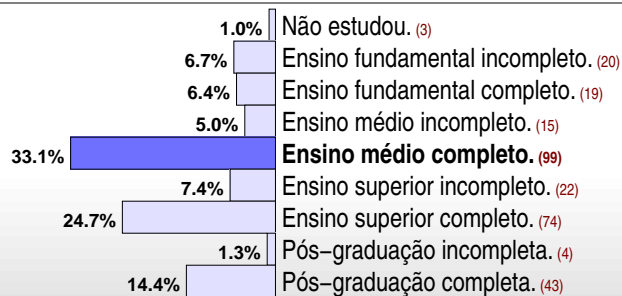 1.0% Não estudou. (3)
6.7% Ensino fundamental incompleto. (20)
6.4% Ensino fundamental completo. (19)
5.0% Ensino médio incompleto. (15)
33.1% Ensino médio completo. (99)
7.4% Ensino superior incompleto. (22)
24.7% Ensino superior completo. (74)
1.3% Pós−graduação incompleta. (4)
14.4% Pós−graduação completa. (43)